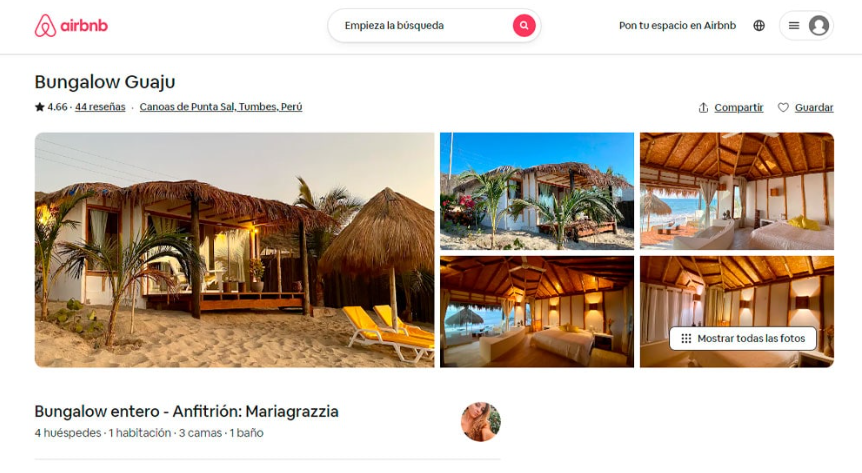 airbnb
Empieza la búsqueda
Pon tu espacio en Airbnb
Bungalow Guaju
★ 4.66 · 44 reseñas · Canoas de Punta Sal, Tumbes, Perú
Compartir
Guardar
Mostrar todas las fotos
Bungalow entero - Anfitrión: Mariagrazzia
4 huéspedes · 1 habitación · 3 camas · 1 baño